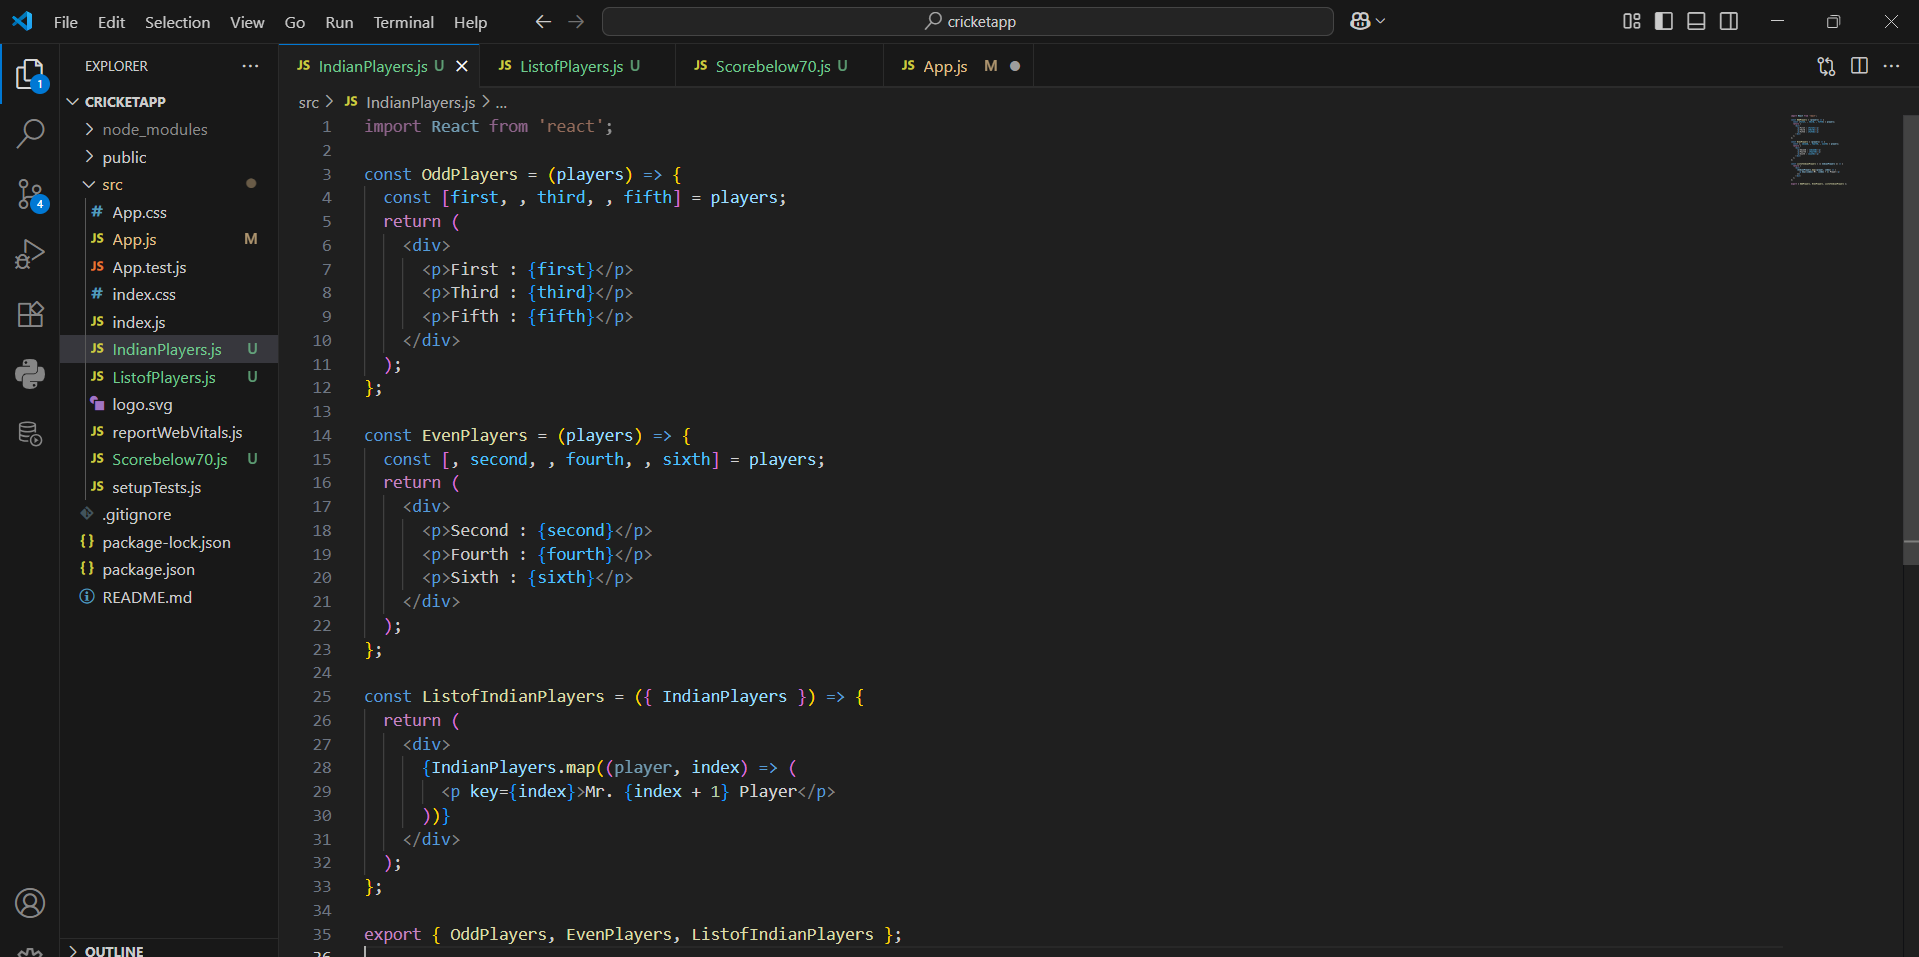 File Edit Selection View Go Run Terminal Help
cricketapp
EXPLORER
1
4
CRICKETAPP
node_modules
public
src
# App.css
JS App.js M
JS App.test.js
# index.css
JS index.js
JS IndianPlayers.js U
JS ListofPlayers.js U
logo.svg
JS reportWebVitals.js
JS Scorebelow70.js U
JS setupTests.js
.gitignore
{} package-lock.json
{} package.json
README.md
OUTLINE
JS IndianPlayers.js U
JS ListofPlayers.js U
JS Scorebelow70.js U
JS App.js M
src > JS IndianPlayers.js > ...
1 import React from 'react';
2
3 const OddPlayers = (players) => {
4 const [first, , third, , fifth] = players;
5 return (
6 <div>
7 <p>First : {first}</p>
8 <p>Third : {third}</p>
9 <p>Fifth : {fifth}</p>
10 </div>
11 );
12 };
13
14 const EvenPlayers = (players) => {
15 const [, second, , fourth, , sixth] = players;
16 return (
17 <div>
18 <p>Second : {second}</p>
19 <p>Fourth : {fourth}</p>
20 <p>Sixth : {sixth}</p>
21 </div>
22 );
23 };
24
25 const ListofIndianPlayers = ({ IndianPlayers }) => {
26 return (
27 <div>
28 {IndianPlayers.map((player, index) => (
29 <p key={index}>Mr. {index + 1} Player</p>
30 ))}
31 </div>
32 );
33 };
34
35 export { OddPlayers, EvenPlayers, ListofIndianPlayers };
36